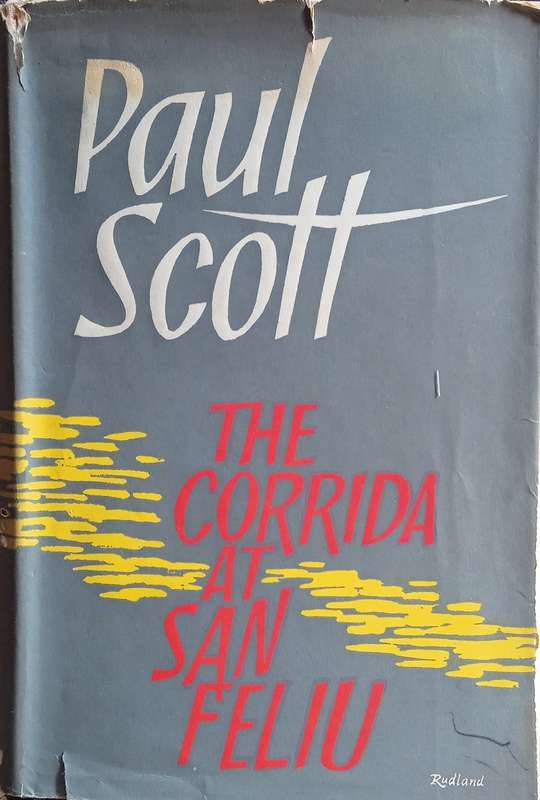 Paul
Scott
THE
CORRIDA
AT
SAN
FELIU
Rudland